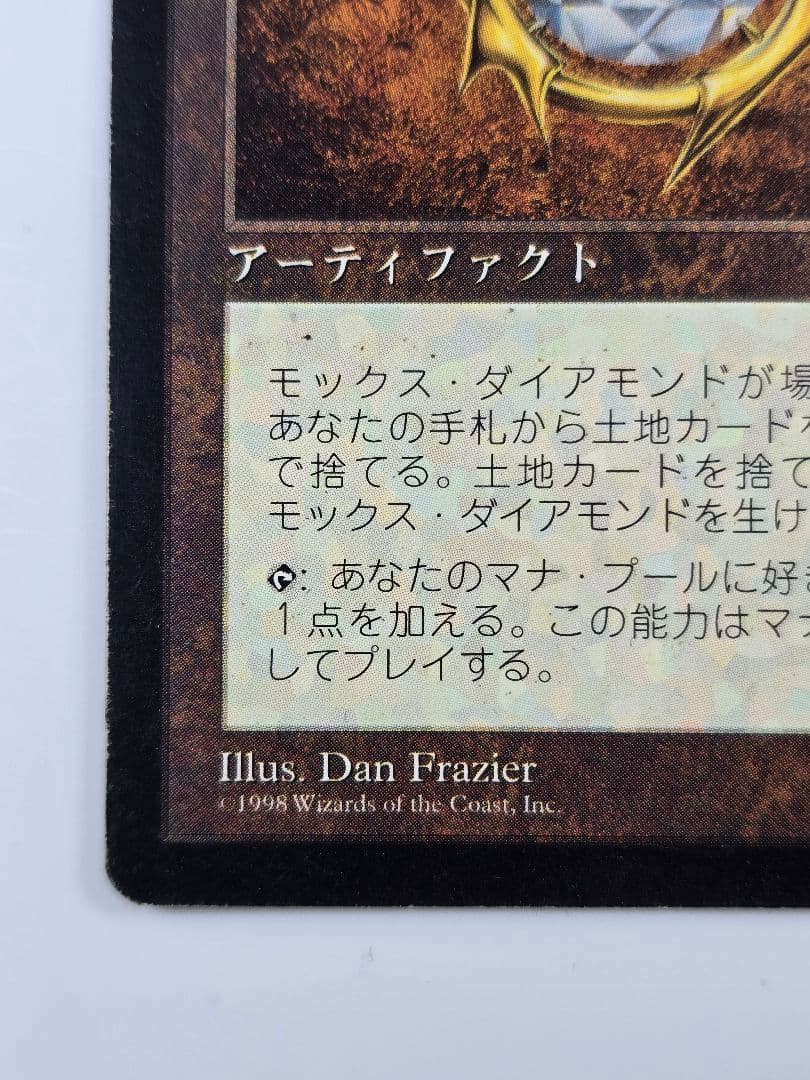 アーティファクト
モックス・ダイアモンドが場
あなたの手札から土地カード
で捨てる。土地カードを捨て
モックス・ダイアモンドを生け
: あなたのマナ・プールに好き
1点を加える。この能力はマ
してプレイする。
Illus. Dan Frazier
©1998 Wizards of the Coast, Inc.